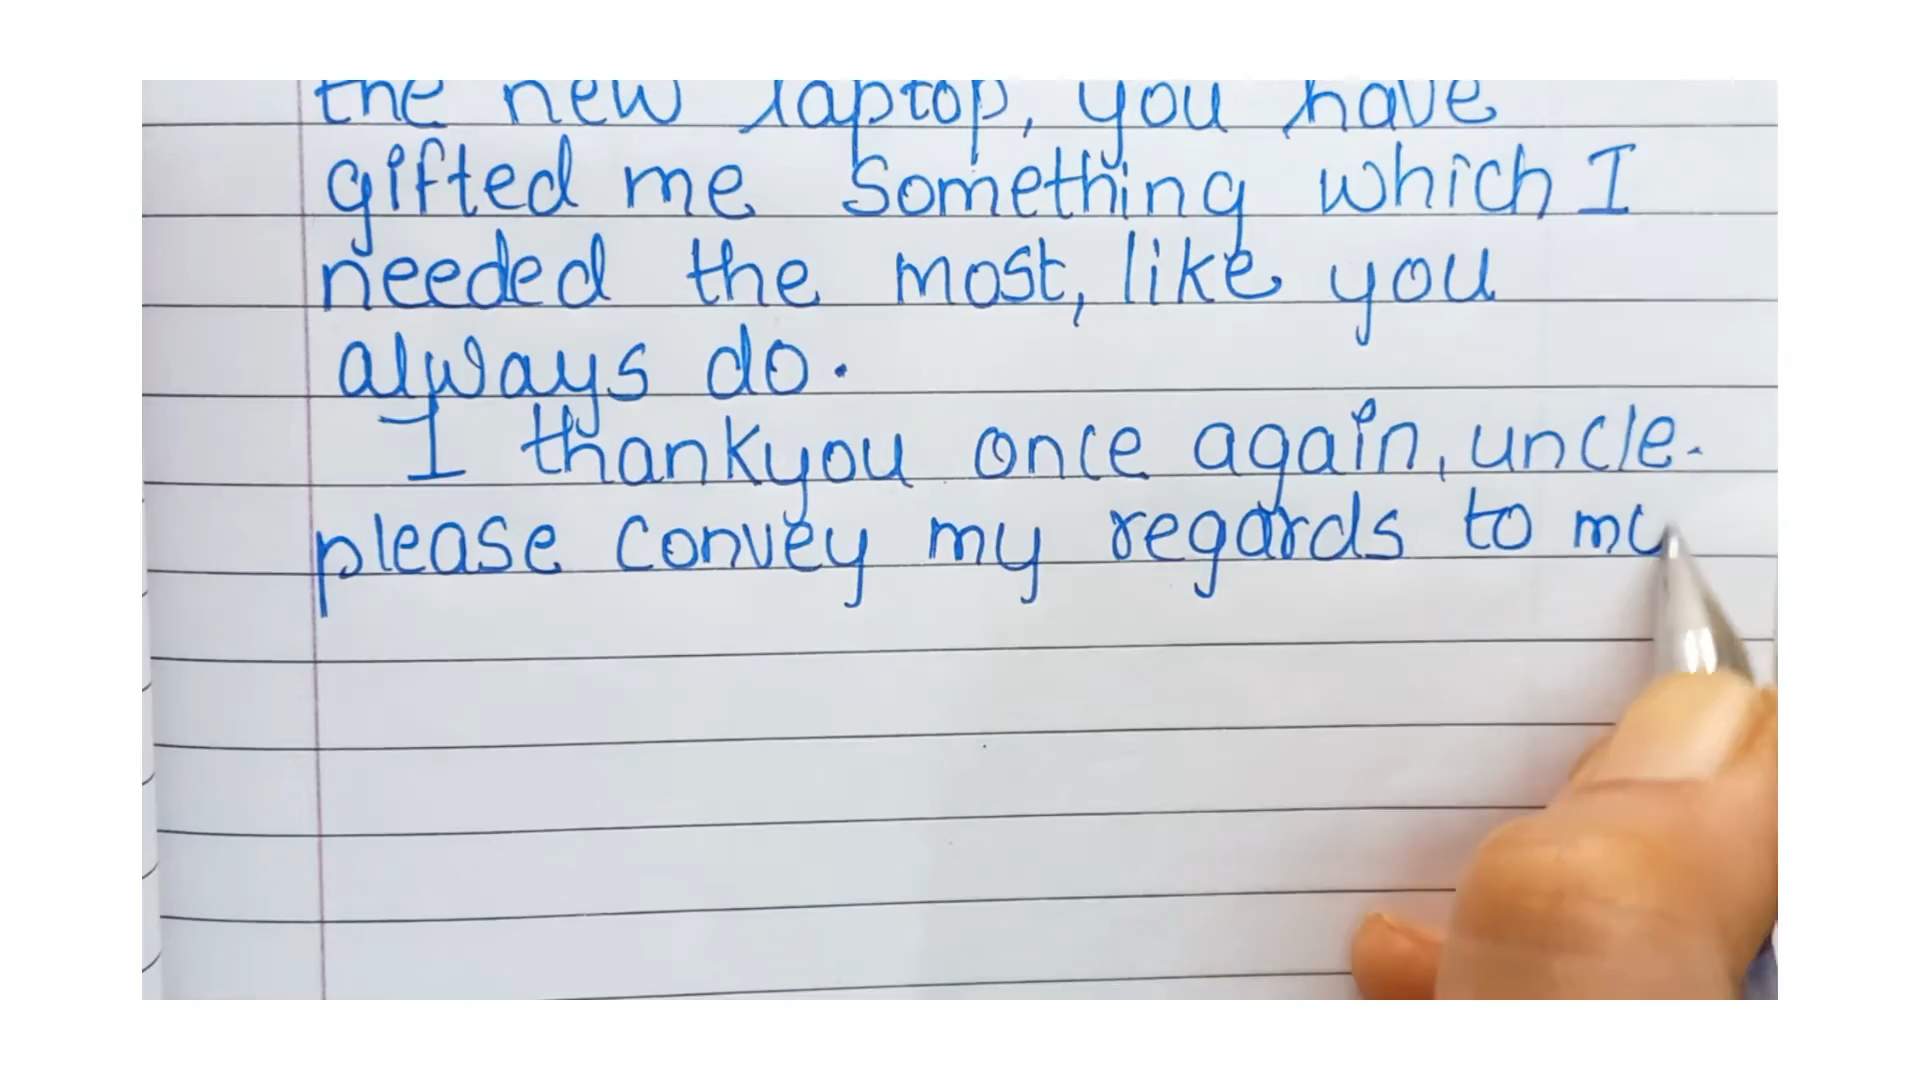 the new laptop, you have
gifted me Something which I
needed the most, like you
always do.
I thankyou once again, uncle.
please convey my regards to